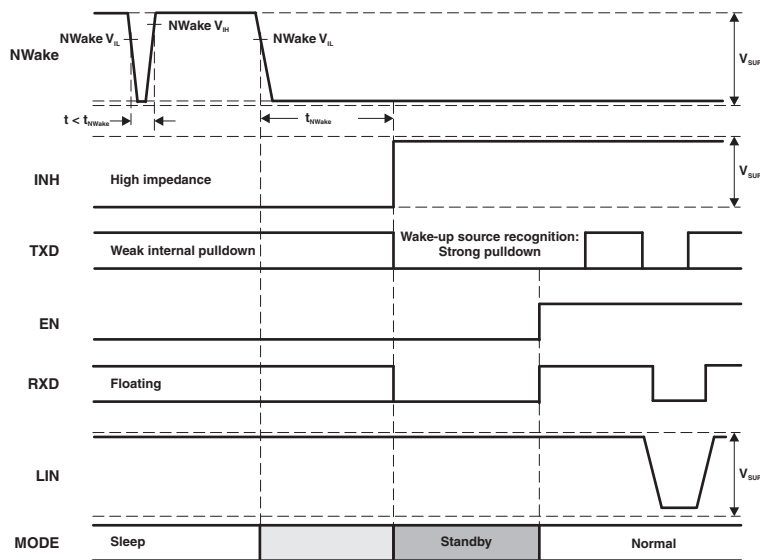 NWake V_IL
NWake V_IH
NWake V_IL
NWake
V_SUP
t < t_NWake
t_NWake
INH
High impedance
V_SUP
TXD
Weak internal pulldown
Wake-up source recognition:
Strong pulldown
EN
RXD
Floating
LIN
V_SUP
MODE
Sleep
Standby
Normal